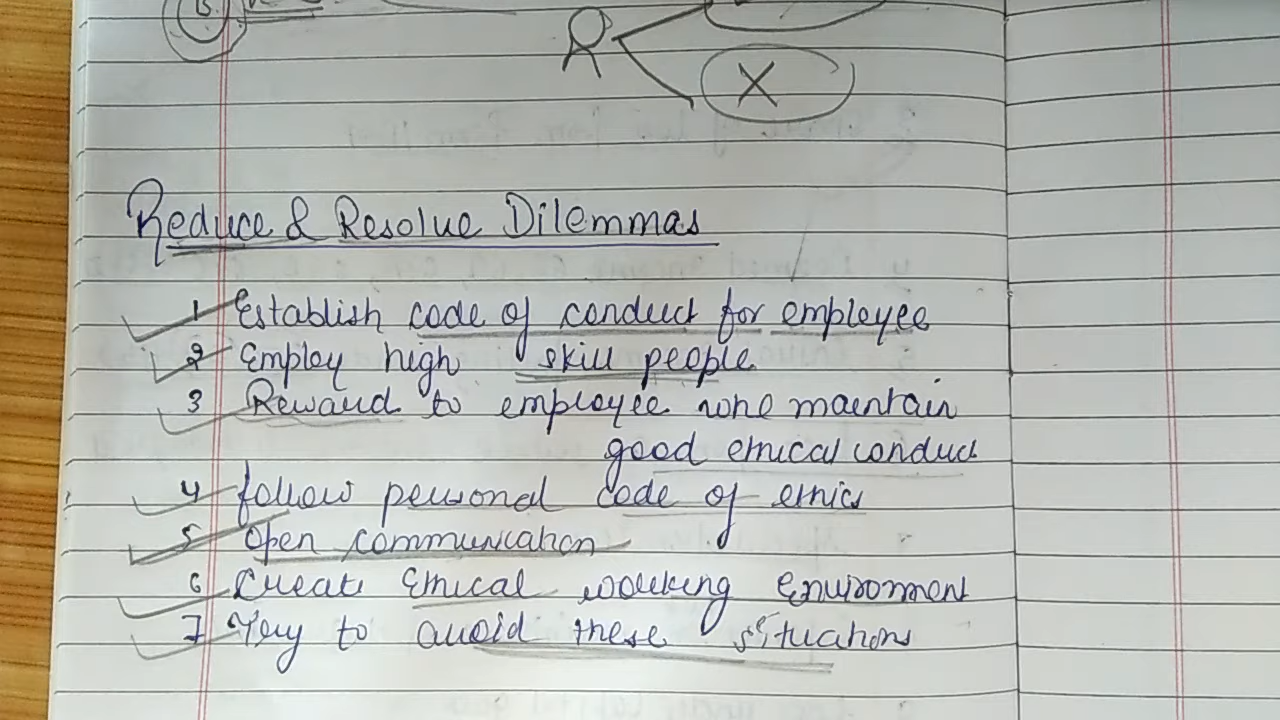 Reduce & Resolve Dilemmas
1 Establish code of conduct for employee
2 Employ high skill people
3 Reward to employee who maintain
good ethical conduct
4 follow personal code of ethics
5 open communication
6 Create Ethical working Enviroment
7 Try to avoid these situations